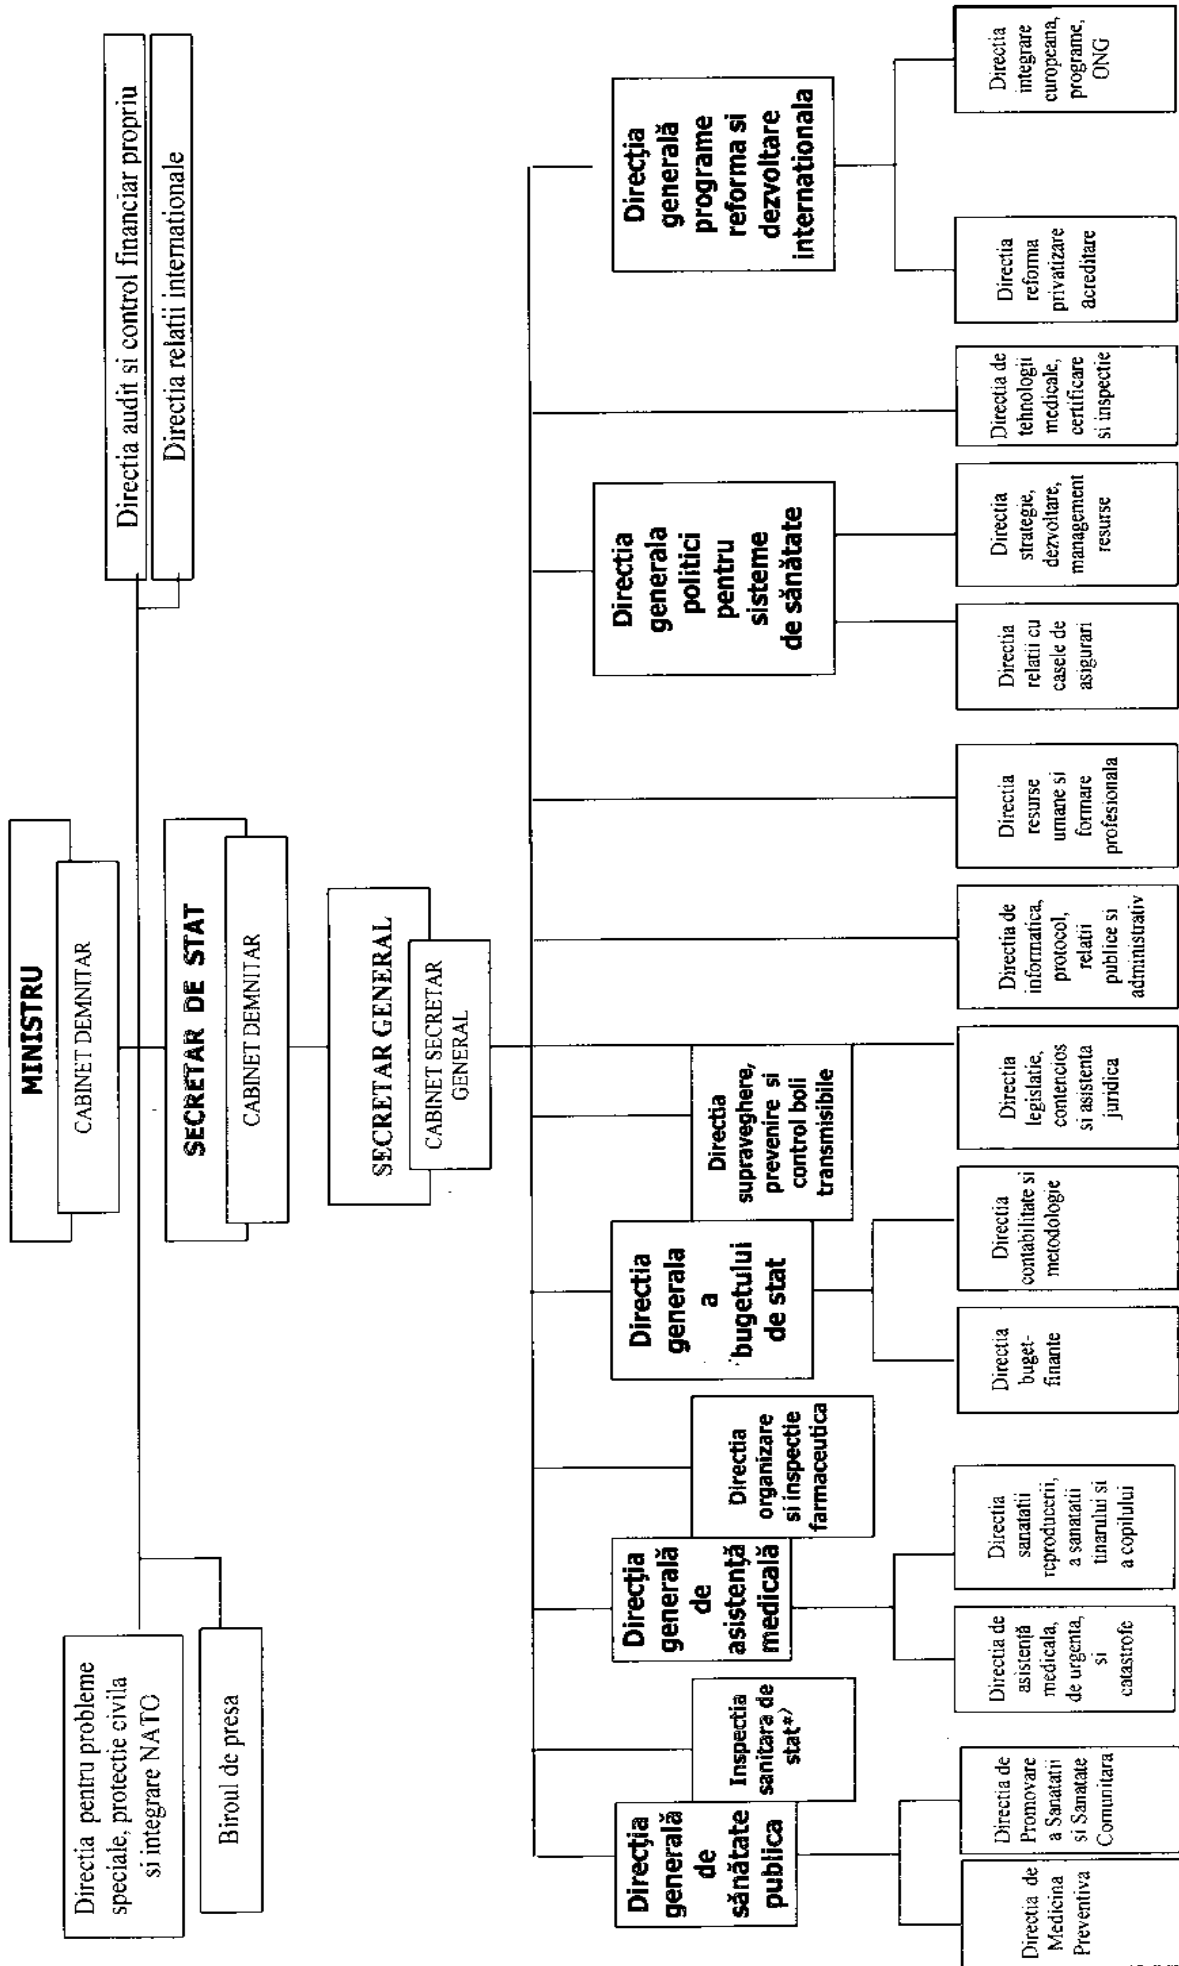 MINISTRU
CABINET DEMNITAR
Directia pentru probleme
speciale, protectie civila
si integrare NATO
Biroul de presa
Directia audit si control financiar propriu
Directia relatii internationale
SECRETAR DE STAT
CABINET DEMNITAR
SECRETAR GENERAL
CABINET SECRETAR
GENERAL
Direcţia
generală
de
sănătate
publica
Inspectia
sanitara de
stat*)
Direcţia
generală
de
asistenţă
medicală
Directia
organizare
si inspectie
farmaceutica
Directia
generala
a
bugetului
de stat
Directia
supraveghere,
prevenire si
control boli
transmisibile
Directia
generala
politici
pentru
sisteme
de sănătate
Direcţia
generală
programe
reforma si
dezvoltare
internationala
Directia de
Medicina
Preventiva
Directia de
Promovare
a Sanatatii
si Sanatate
Comunitara
Directia de
asistenţă
medicala,
de urgenta,
si
catastrofe
Directia
sanatatii
reproducerii,
a sanatatii
tinarului si
a copilului
Directia
buget-
finante
Directia
contabilitate si
metodologie
Directia
legislatie,
contencios
si asistenta
juridica
Directia de
informatica,
protocol,
relatii
publice si
administrativ
Directia
resurse
umane si
formare
profesionala
Directia
relatii cu
casele de
asigurari
Directia
strategie,
dezvoltare,
management
resurse
Directia de
tehnologii
medicale,
certificare
si inspectie
Directia
reforma
privatizare
acreditare
Directia
integrare
europeana,
programe,
ONG